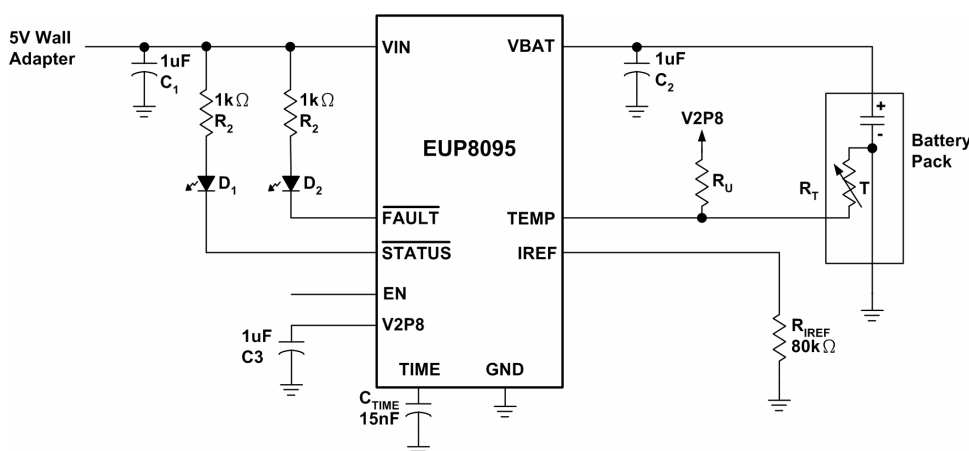 5V Wall
Adapter
1uF
C1
1kΩ
R2
1kΩ
R2
D1
D2
VIN
VBAT
EUP8095
FAULT
STATUS
EN
V2P8
TIME
GND
TEMP
IREF
1uF
C2
V2P8
RU
RT
T
+
-
Battery
Pack
RIREF
80kΩ
1uF
C3
CTIME
15nF